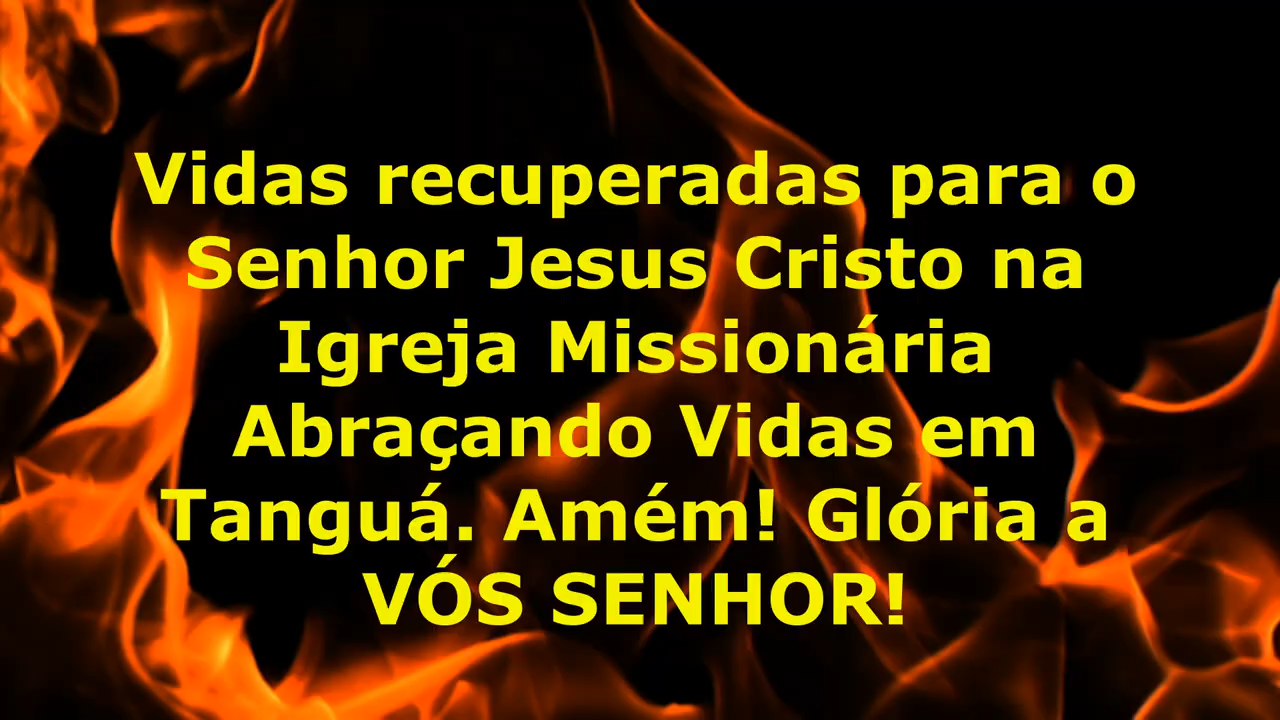 Vidas recuperadas para o
Senhor Jesus Cristo na
Igreja Missionária
Abraçando Vidas em
Tanguá. Amém! Glória a
VÓS SENHOR!